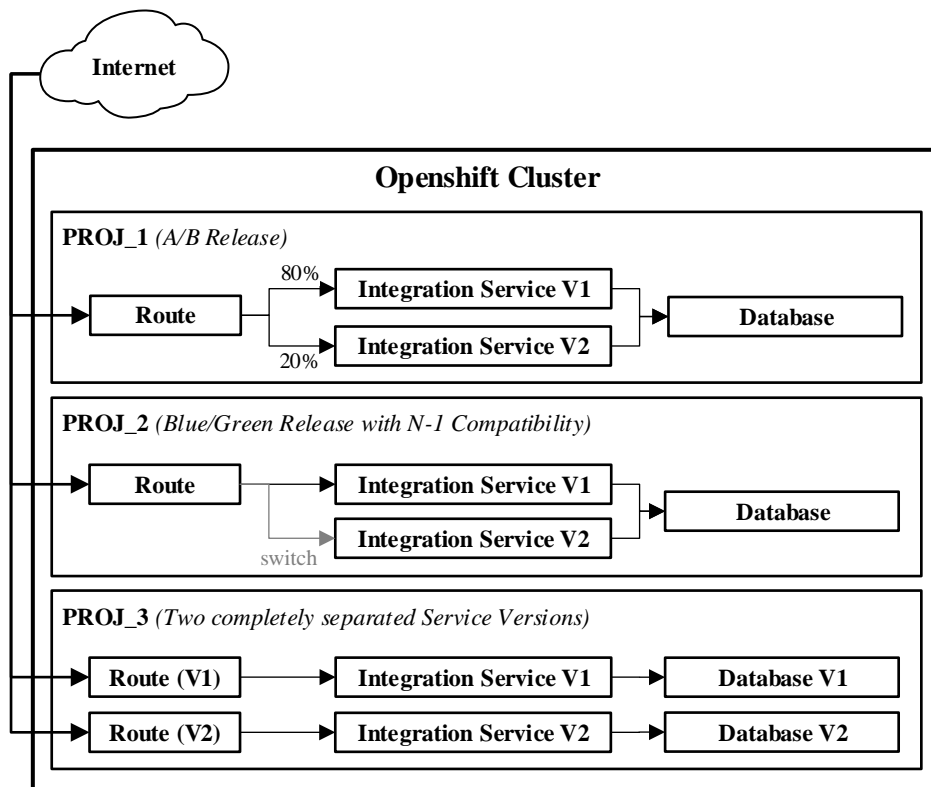 Internet
Openshift Cluster
PROJ_1 (A/B Release)
80%
Integration Service V1
Route
Database
20%
Integration Service V2
PROJ_2 (Blue/Green Release with N-1 Compatibility)
Route
Integration Service V1
Database
Integration Service V2
switch
PROJ_3 (Two completely separated Service Versions)
Route (V1)
Integration Service V1
Database V1
Route (V2)
Integration Service V2
Database V2